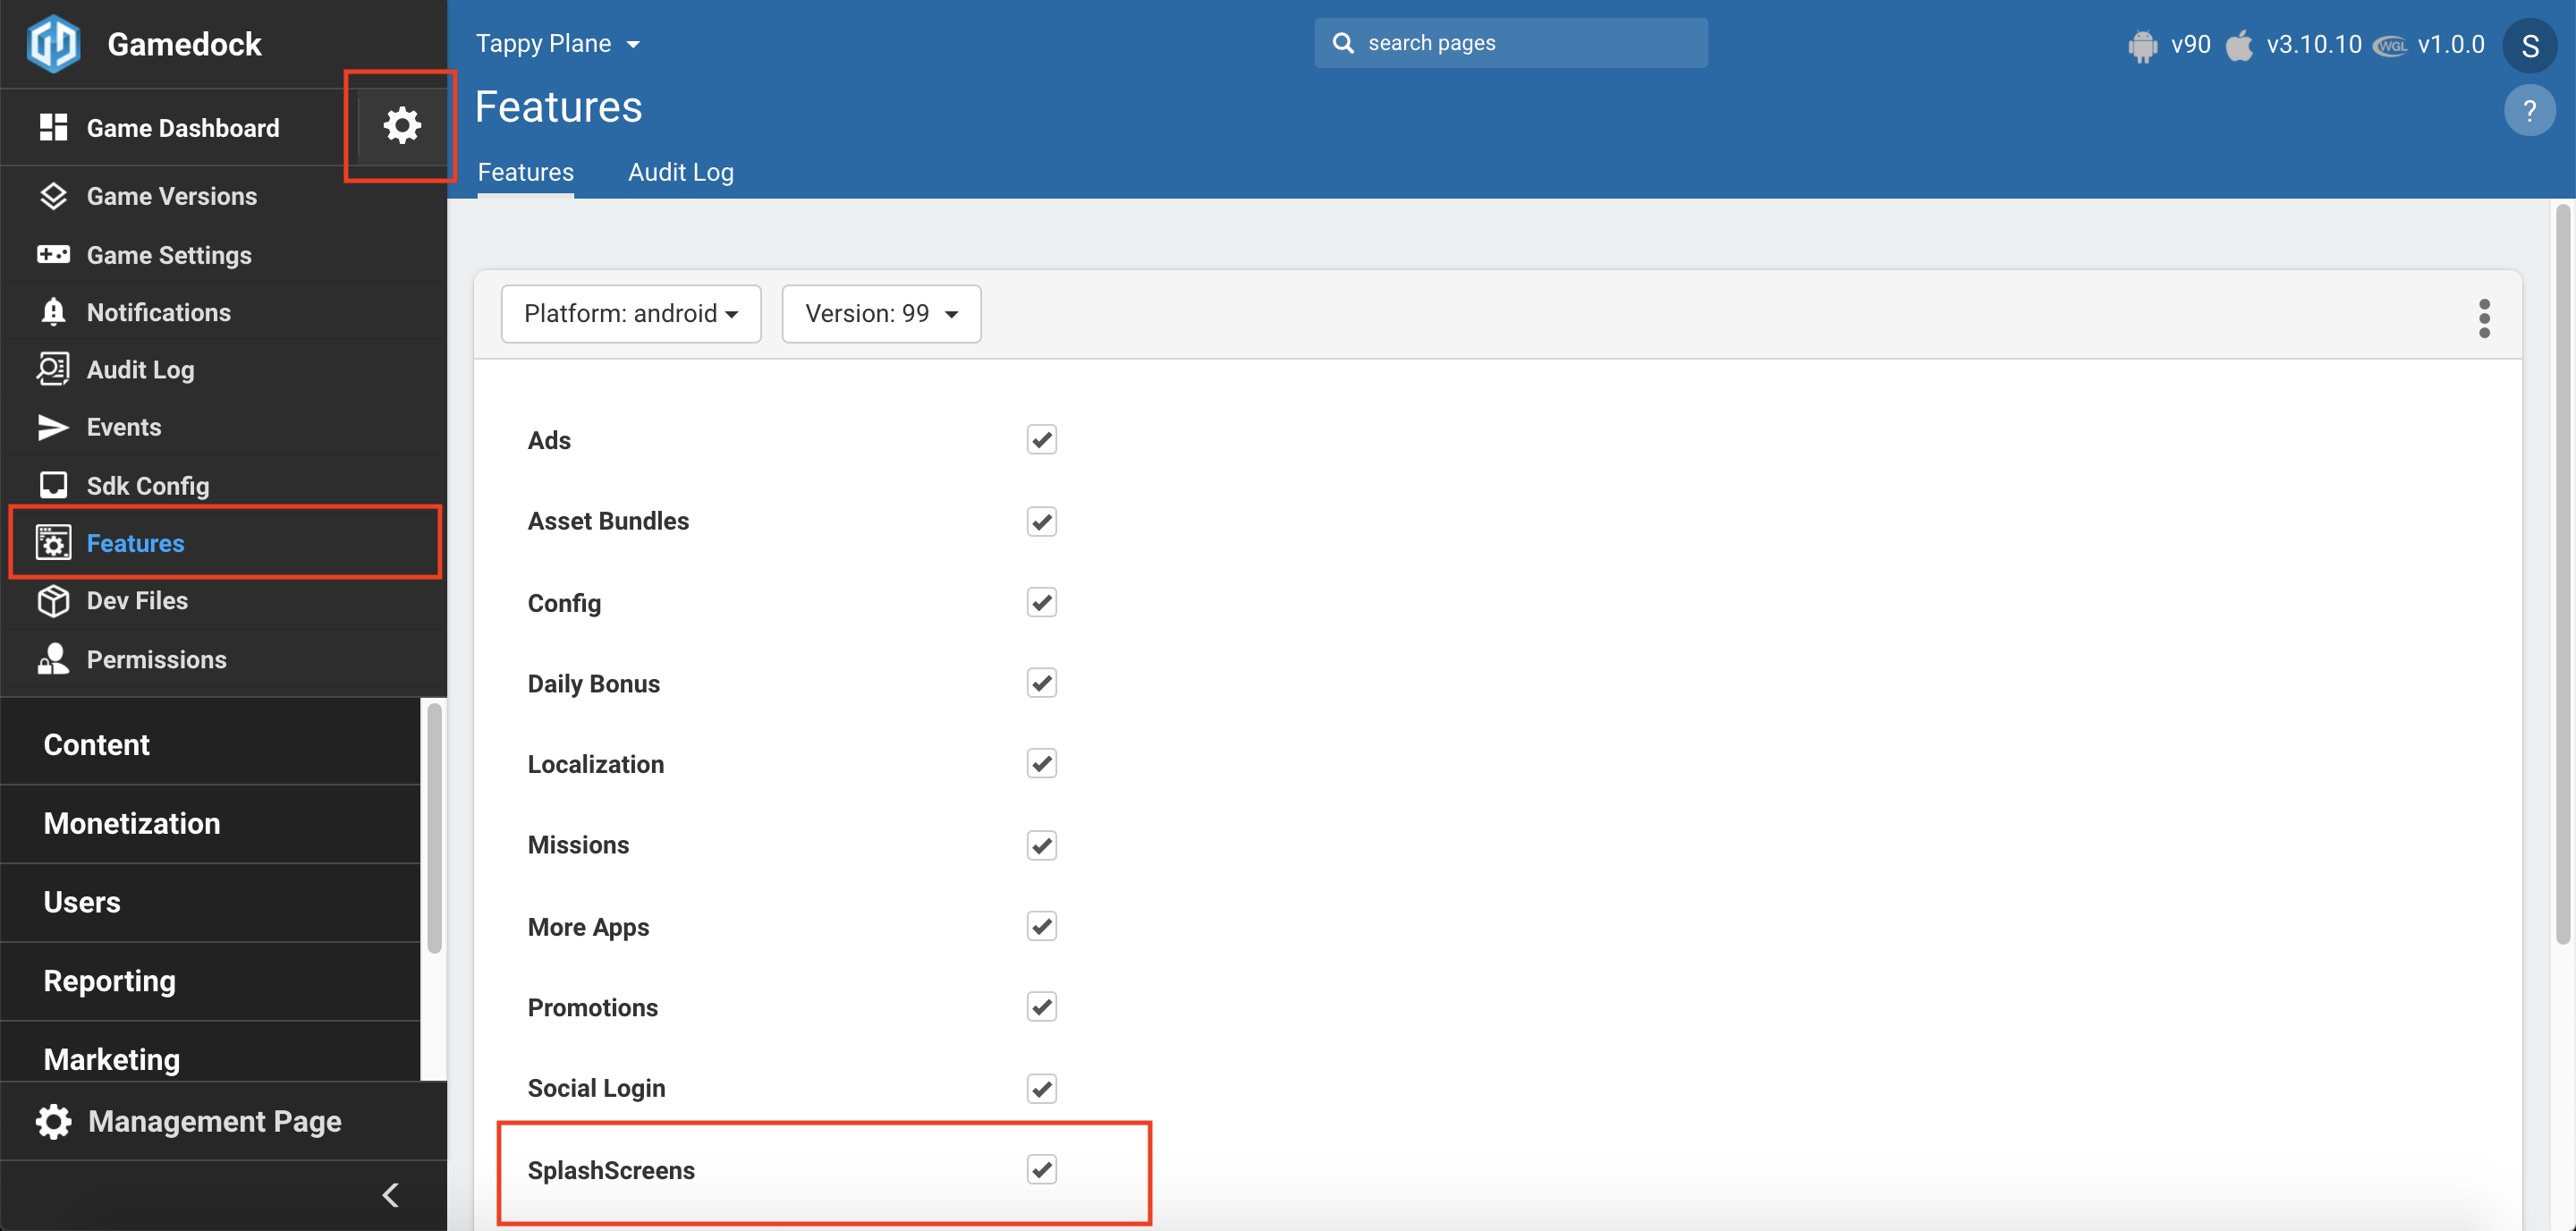 Gamedock
Game Dashboard
Game Versions
Game Settings
Notifications
Audit Log
Events
Sdk Config
Features
Dev Files
Permissions
Content
Monetization
Users
Reporting
Marketing
Management Page
Tappy Plane
search pages
v90 v3.10.10 WGL v1.0.0 S
Features
?
Features Audit Log
Platform: android Version: 99
Ads
Asset Bundles
Config
Daily Bonus
Localization
Missions
More Apps
Promotions
Social Login
SplashScreens